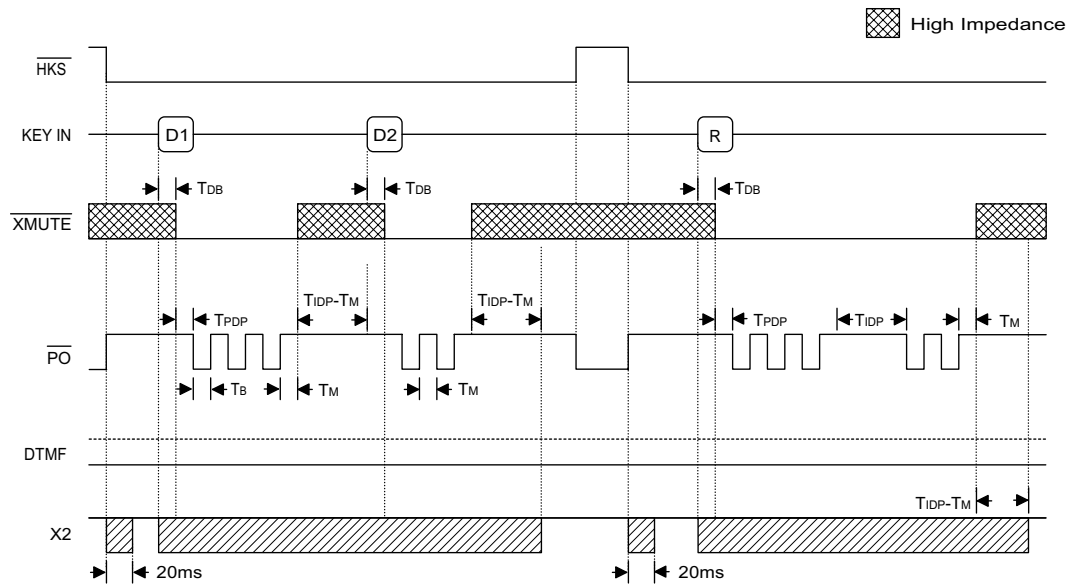 High Impedance
HKS
KEY IN
D1
D2
R
TDB
TDB
TDB
XMUTE
TIDP-TM
TIDP-TM
TPDP
TPDP
TIDP
TM
PO
TB
TM
TM
DTMF
TIDP-TM
X2
20ms
20ms